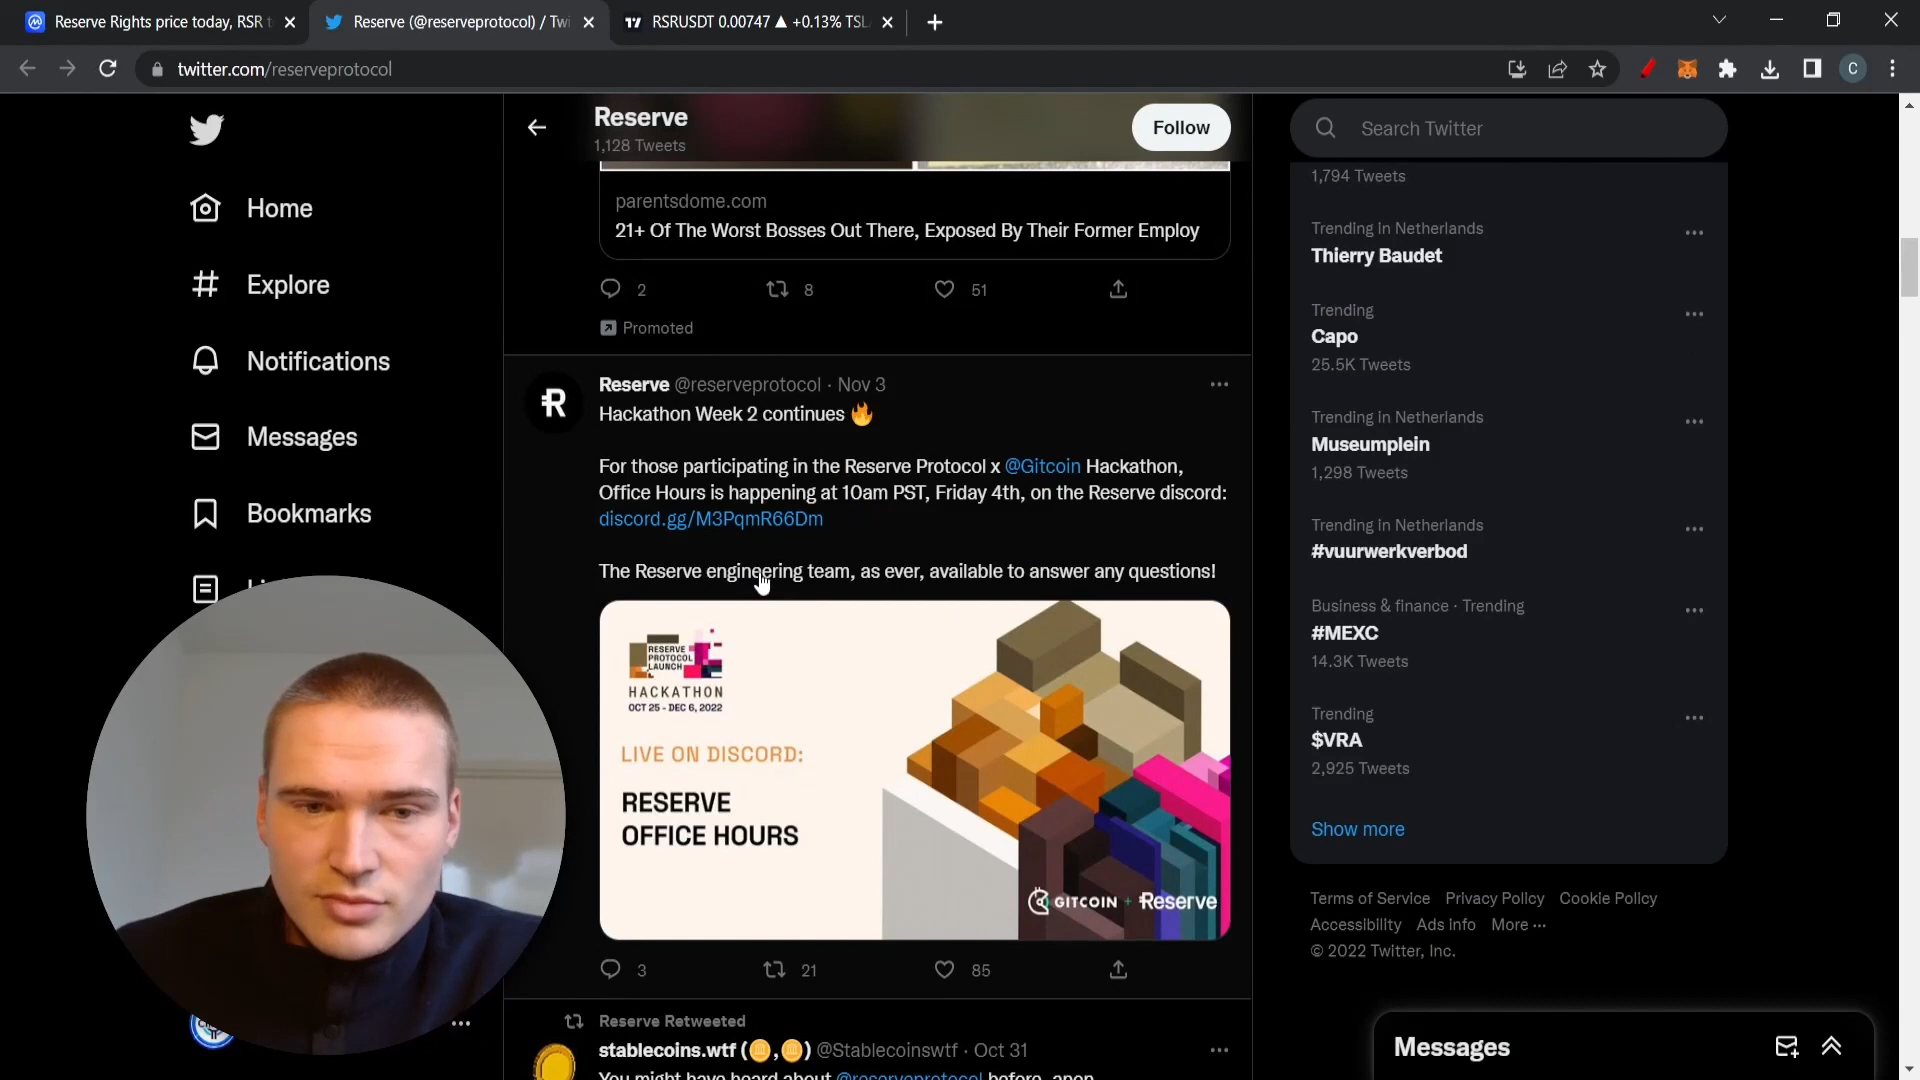 Reserve Rights price today, RSR t
Reserve (@reserveprotocol) / Twi
RSRUSDT 0.00747 ▲ +0.13% TSL
twitter.com/reserveprotocol
C
Home
Explore
Notifications
Messages
Bookmarks
Reserve
1,128 Tweets
Follow
parentsdome.com
21+ Of The Worst Bosses Out There, Exposed By Their Former Employ
2 8 51
Promoted
Reserve @reserveprotocol · Nov 3
Hackathon Week 2 continues 🔥
For those participating in the Reserve Protocol x @Gitcoin Hackathon,
Office Hours is happening at 10am PST, Friday 4th, on the Reserve discord:
discord.gg/M3PqmR66Dm
The Reserve engineering team, as ever, available to answer any questions!
RESERVE
PROTOCOL
LAUNCH
HACKATHON
OCT 25 - DEC 6, 2022
LIVE ON DISCORD:
RESERVE
OFFICE HOURS
GITCOIN + Reserve
3 21 85
Reserve Retweeted
stablecoins.wtf (🪙,🪙) @Stablecoinswtf · Oct 31
You might have heard about @reserveprotocol before, anon
Search Twitter
1,794 Tweets
Trending in Netherlands
Thierry Baudet
Trending
Capo
25.5K Tweets
Trending in Netherlands
Museumplein
1,298 Tweets
Trending in Netherlands
#vuurwerkverbod
Business & finance · Trending
#MEXC
14.3K Tweets
Trending
$VRA
2,925 Tweets
Show more
Terms of Service Privacy Policy Cookie Policy
Accessibility Ads info More ···
© 2022 Twitter, Inc.
Messages